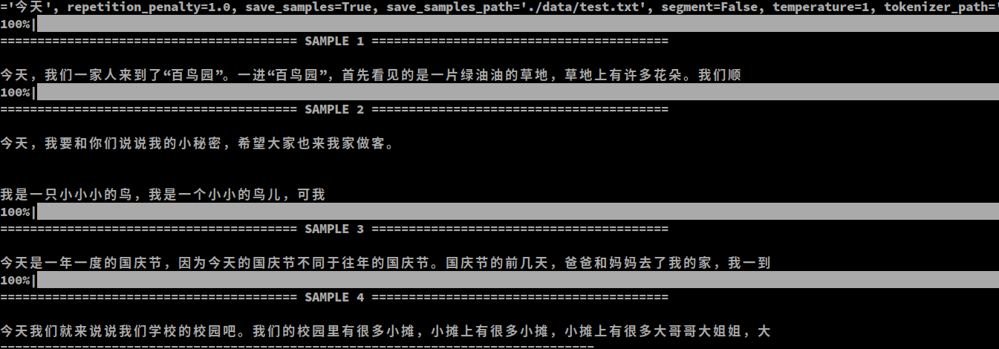 ='今天', repetition_penalty=1.0, save_samples=True, save_samples_path='./data/test.txt', segment=False, temperature=1, tokenizer_path='
100%|
======================================== SAMPLE 1 ========================================
今天，我们一家人来到了“百鸟园”。一进“百鸟园”，首先看见的是一片绿油油的草地，草地上有许多花朵。我们顺
100%|
======================================== SAMPLE 2 ========================================
今天，我要和你们说说我的小秘密，希望大家也来我家做客。
我是一只小小小的鸟，我是一个小小的鸟儿，可我
100%|
======================================== SAMPLE 3 ========================================
今天是一年一度的国庆节，因为今天的国庆节不同于往年的国庆节。国庆节的前几天，爸爸和妈妈去了我的家，我一到
100%|
======================================== SAMPLE 4 ========================================
今天我们就来说说我们学校的校园吧。我们的校园里有很多小摊，小摊上有很多小摊，小摊上有很多大哥哥大姐姐，大
================================================================================